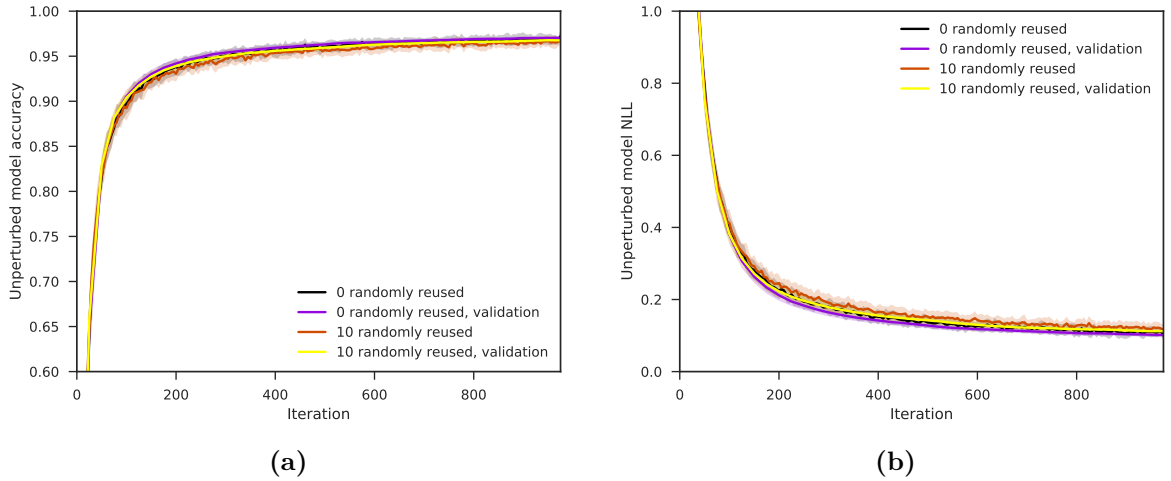 1.00
0.95
0.90
0.85
0.80
0.75
0.70
0.65
0.60
Unperturbed model accuracy
0 randomly reused
0 randomly reused, validation
10 randomly reused
10 randomly reused, validation
0 200 400 600 800
Iteration
(a)
1.0
0.8
0.6
0.4
0.2
0.0
Unperturbed model NLL
0 randomly reused
0 randomly reused, validation
10 randomly reused
10 randomly reused, validation
0 200 400 600 800
Iteration
(b)